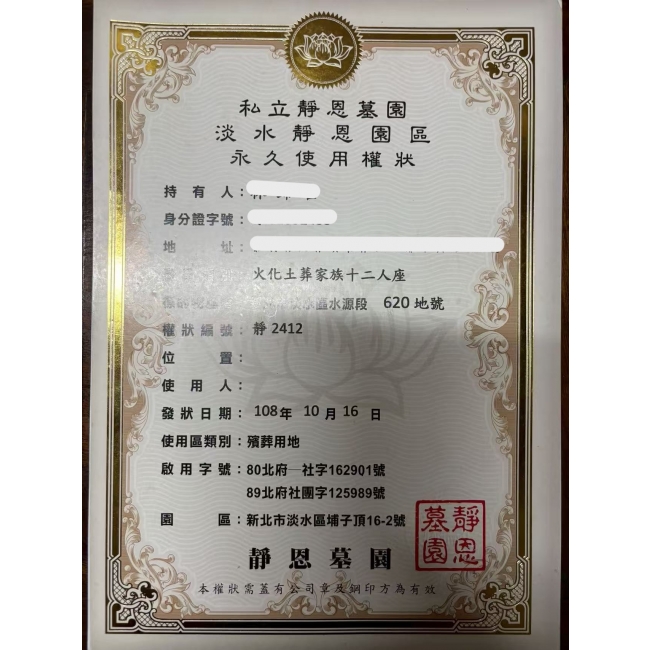 私立靜恩墓園
淡水靜恩園區
永久使用權狀
持有人：
身分證字號：
地址：
火化土葬家族十二人座
水源段 620 地號
權狀編號：靜 2412
位置：
使用人：
發狀日期：108年 10 月 16 日
使用區類別：殯葬用地
啟用字號：80北府一社字162901號
89北府社團字125989號
園區：新北市淡水區埔子頂16-2號
靜恩墓園
靜恩墓園
本權狀需蓋有公司章及鋼印方為有效